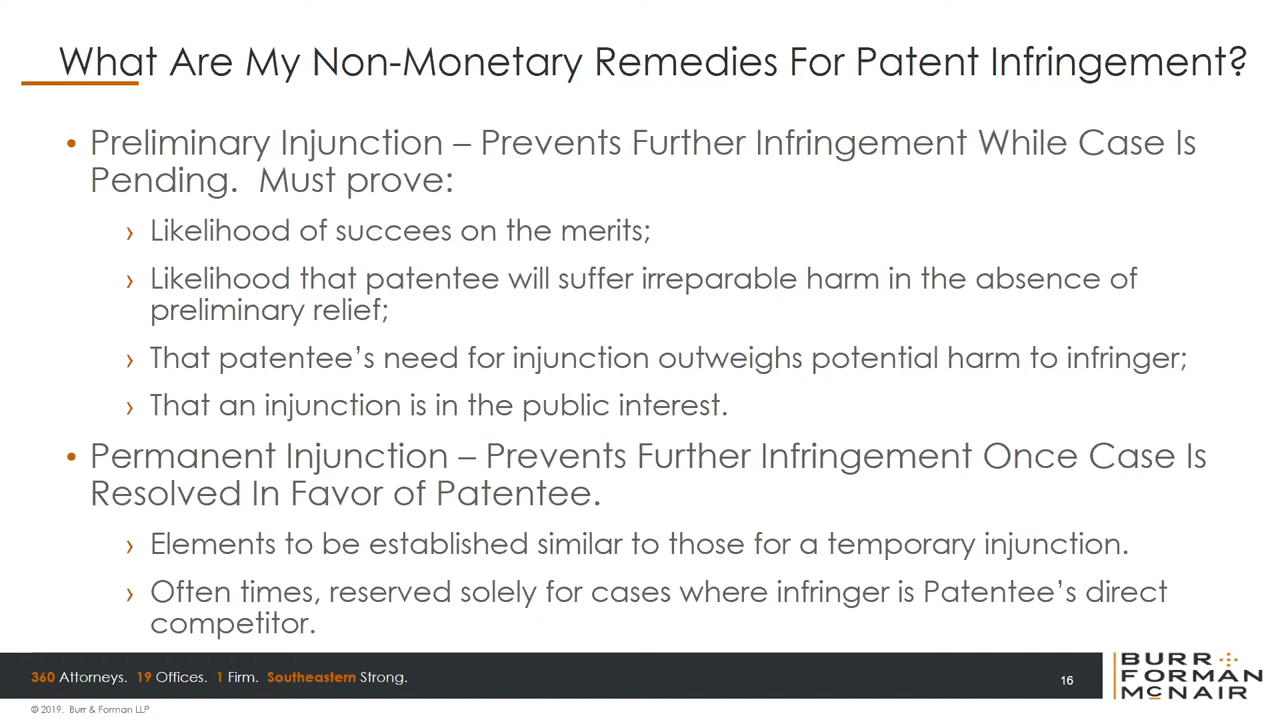 What Are My Non-Monetary Remedies For Patent Infringement?
• Preliminary Injunction – Prevents Further Infringement While Case Is
Pending.  Must prove:
› Likelihood of succees on the merits;
› Likelihood that patentee will suffer irreparable harm in the absence of
preliminary relief;
› That patentee's need for injunction outweighs potential harm to infringer;
› That an injunction is in the public interest.
• Permanent Injunction – Prevents Further Infringement Once Case Is
Resolved In Favor of Patentee.
› Elements to be established similar to those for a temporary injunction.
› Often times, reserved solely for cases where infringer is Patentee's direct
competitor.
360 Attorneys.  19 Offices.  1 Firm.  Southeastern Strong.
16
BURR
FORMAN
MCNAIR
© 2019.  Burr & Forman LLP